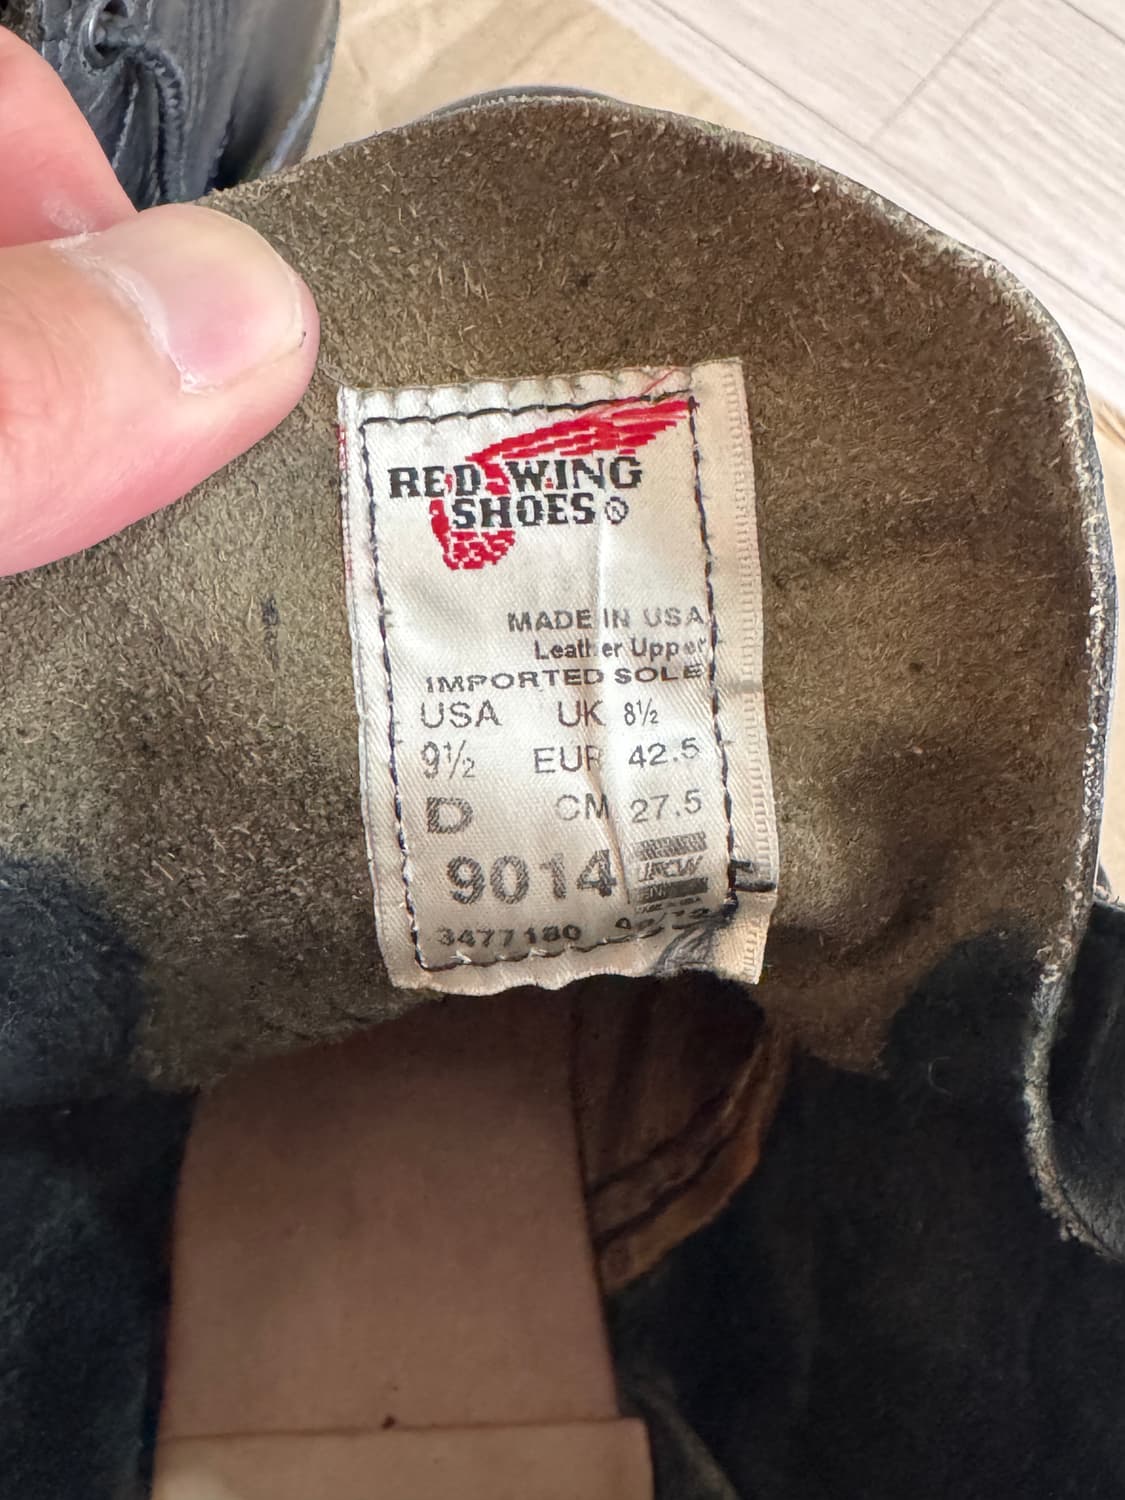 RED WING
SHOES®
MADE IN USA
Leather Upper
IMPORTED SOLE
USA UK 8½
9½ EUR 42.5
D CM 27.5
9014
3477180